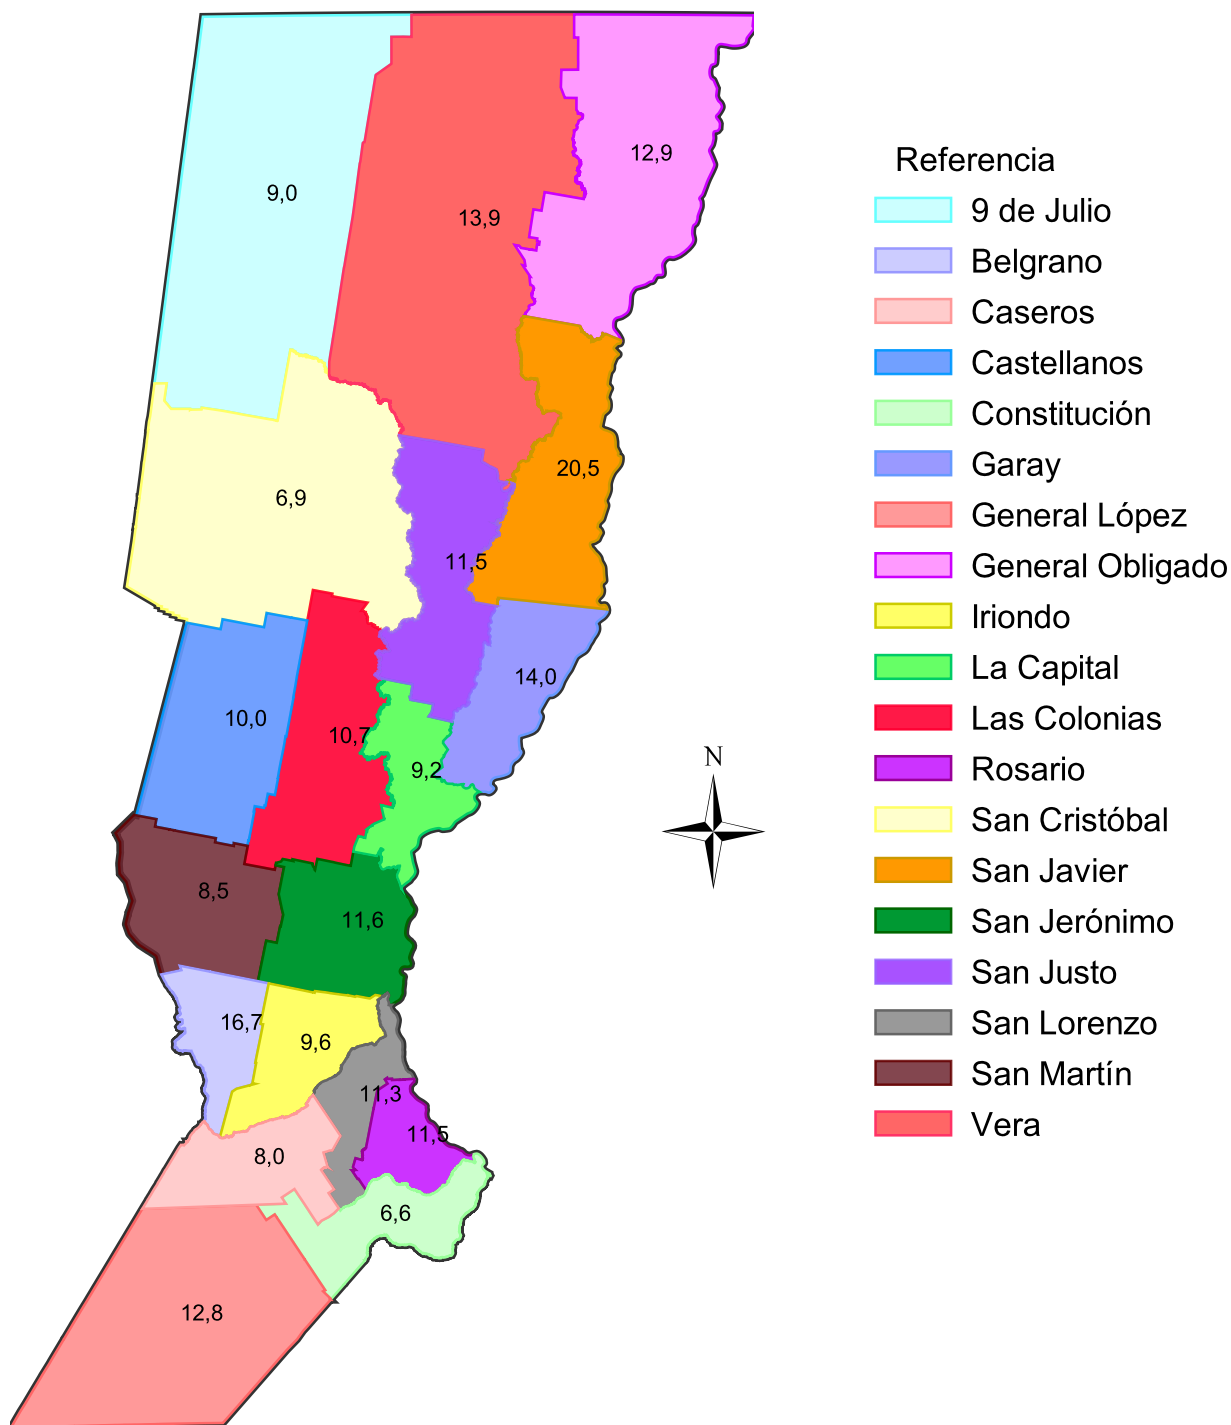 12,9
9,0
13,9
20,5
6,9
11,5
14,0
10,0
10,7
9,2
8,5
11,6
16,7
9,6
11,3
11,5
8,0
6,6
12,8
N
Referencia
9 de Julio
Belgrano
Caseros
Castellanos
Constitución
Garay
General López
General Obligado
Iriondo
La Capital
Las Colonias
Rosario
San Cristóbal
San Javier
San Jerónimo
San Justo
San Lorenzo
San Martín
Vera